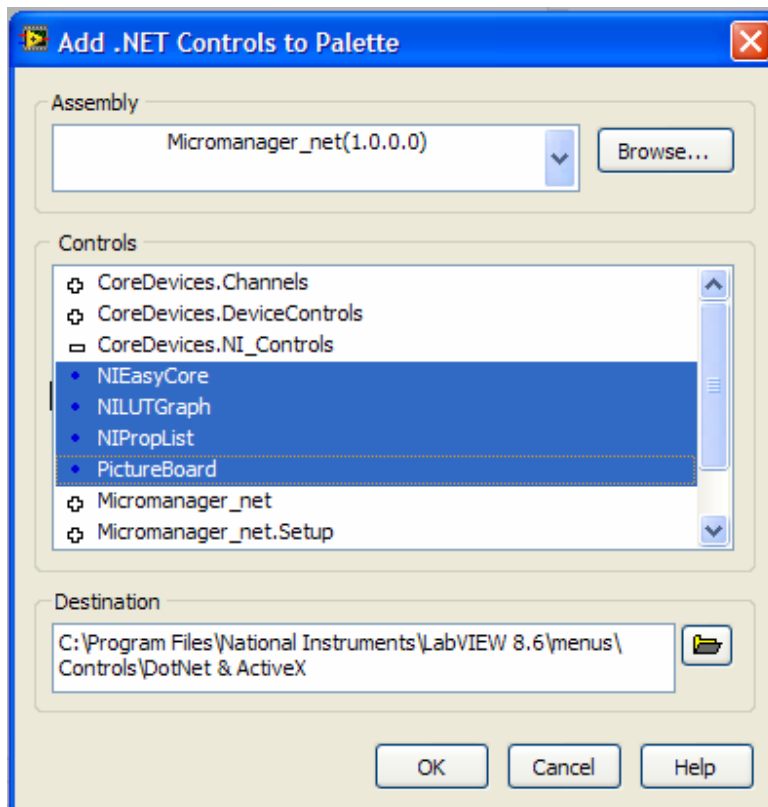 Add .NET Controls to Palette
Assembly
Micromanager_net(1.0.0.0)
Browse...
Controls
CoreDevices.Channels
CoreDevices.DeviceControls
CoreDevices.NI_Controls
NIEasyCore
NILUTGraph
NIPropList
PictureBoard
Micromanager_net
Micromanager_net.Setup
Destination
C:\Program Files\National Instruments\LabVIEW 8.6\menus\
Controls\DotNet & ActiveX
OK Cancel Help